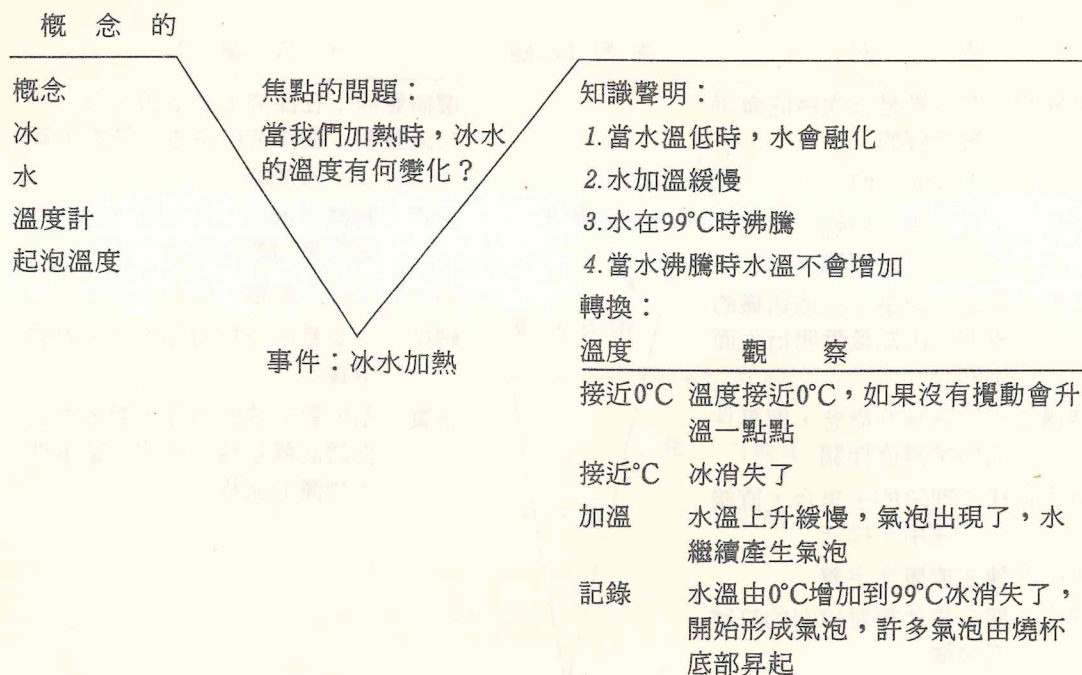 概念的
概念
冰
水
溫度計
起泡溫度
焦點的問題：
當我們加熱時，冰水
的溫度有何變化？
事件：冰水加熱
知識聲明：
1.當水溫低時，水會融化
2.水加溫緩慢
3.水在99°C時沸騰
4.當水沸騰時水溫不會增加
轉換：
溫度 觀察
接近0°C 溫度接近0°C，如果沒有攪動會升
溫一點點
接近°C 冰消失了
加溫 水溫上升緩慢，氣泡出現了，水
繼續產生氣泡
記錄 水溫由0°C增加到99°C冰消失了，
開始形成氣泡，許多氣泡由燒杯
底部昇起